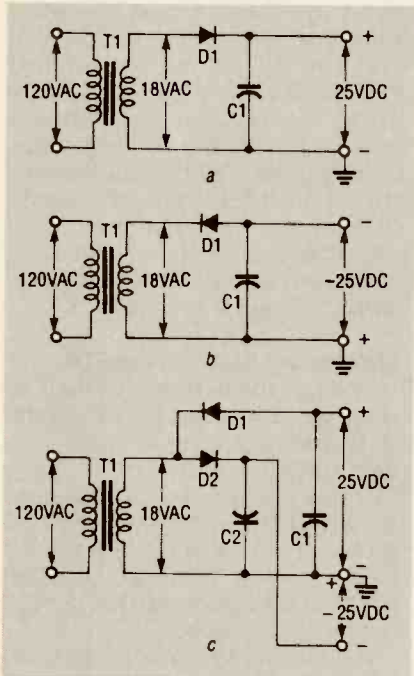 T1
D1
+
120VAC
18VAC
C1
25VDC
-
a
T1
D1
-
120VAC
18VAC
C1
-25VDC
+
b
D1
+
T1
D2
120VAC
18VAC
C2
C1
25VDC
-
+
-25VDC
-
c